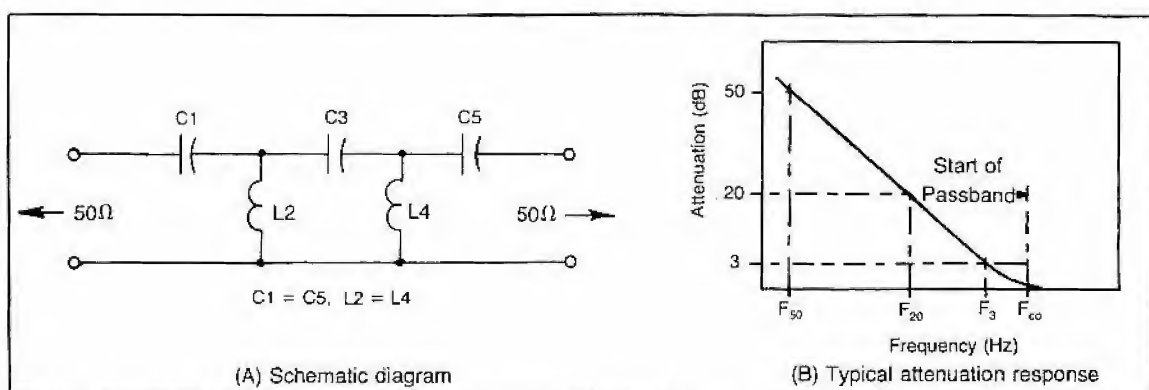 C1
C3
C5
50Ω
L2
L4
50Ω
C1 = C5, L2 = L4
(A) Schematic diagram
Attenuation (dB)
50
20
3
Start of
Passband
F50
F20
F3
Fco
Frequency (Hz)
(B) Typical attenuation response